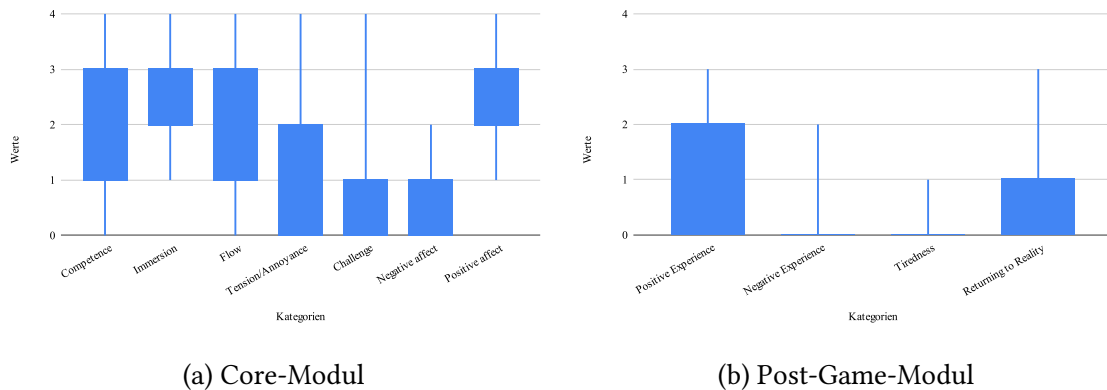 4
3
2
1
0
Werte
Competence
Immersion
Flow
Tension/Annoyance
Challenge
Negative affect
Positive affect
Kategorien
(a) Core-Modul
4
3
2
1
0
Werte
Positive Experience
Negative Experience
Tiredness
Returning to Reality
Kategorien
(b) Post-Game-Modul